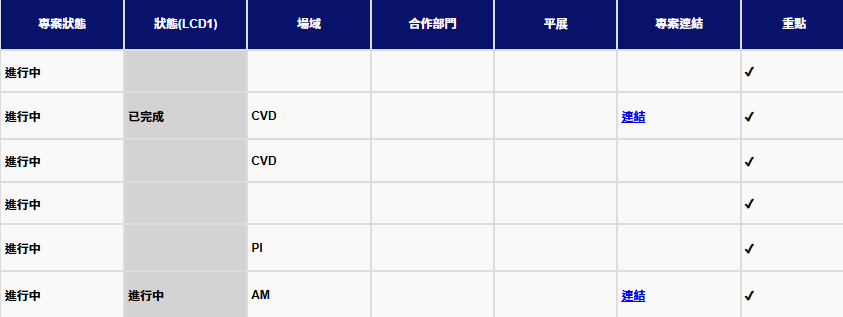 專案狀態 狀態(LCD1) 場域 合作部門 平展 專案連結 重點
進行中 ✓
進行中 已完成 CVD 連結 ✓
進行中 CVD ✓
進行中 ✓
進行中 PI ✓
進行中 進行中 AM 連結 ✓